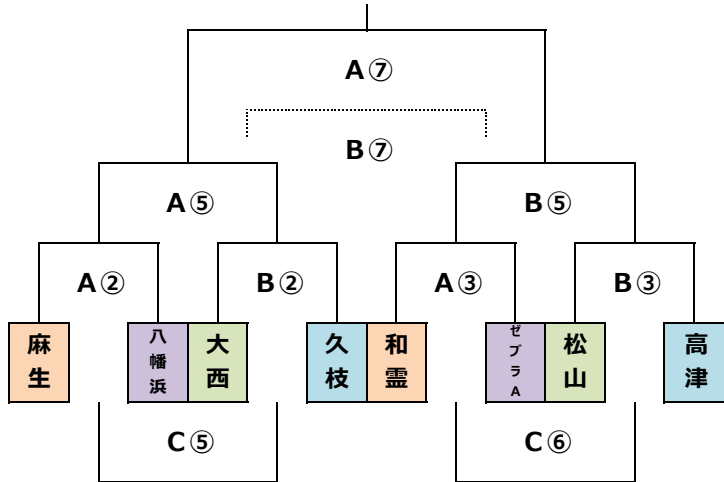 A⑦
B⑦
A⑤ B⑤
A② B② A③ B③
麻生 八幡浜 大西 久枝 和霊 ゼブラA 松山 高津
C⑤ C⑥